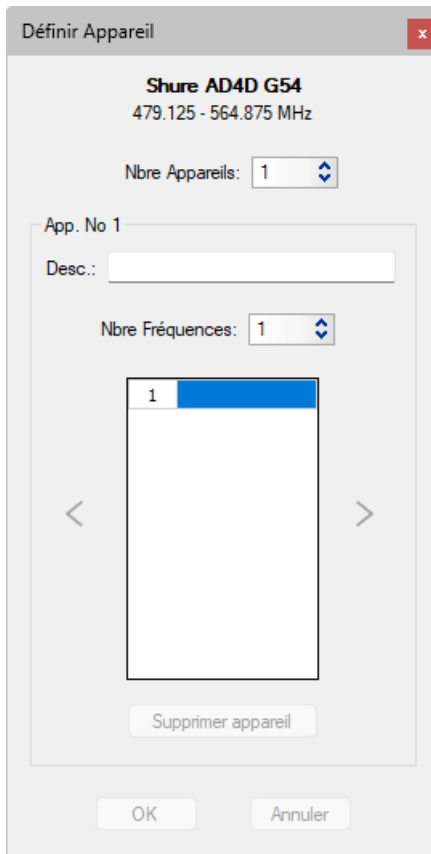 Définir Appareil
x
Shure AD4D G54
479.125 - 564.875 MHz
Nbre Appareils: 1
App. No 1
Desc.:
Nbre Fréquences: 1
1
< >
Supprimer appareil
OK Annuler